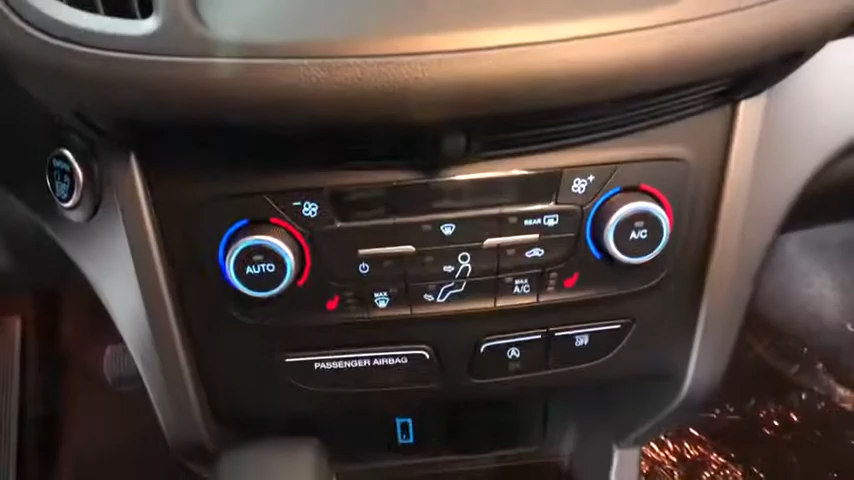 REAR
A/C
AUTO
MAX
MAX
A/C
PASSENGER AIRBAG
A
OFF